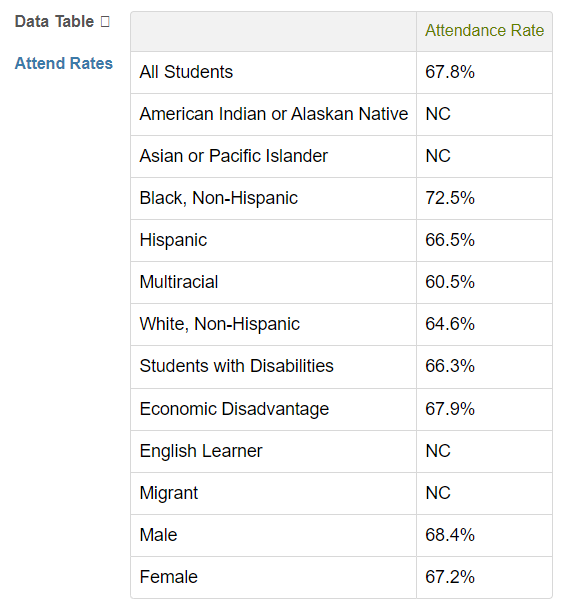 Data Table
Attend Rates
Attendance Rate
All Students 67.8%
American Indian or Alaskan Native NC
Asian or Pacific Islander NC
Black, Non-Hispanic 72.5%
Hispanic 66.5%
Multiracial 60.5%
White, Non-Hispanic 64.6%
Students with Disabilities 66.3%
Economic Disadvantage 67.9%
English Learner NC
Migrant NC
Male 68.4%
Female 67.2%